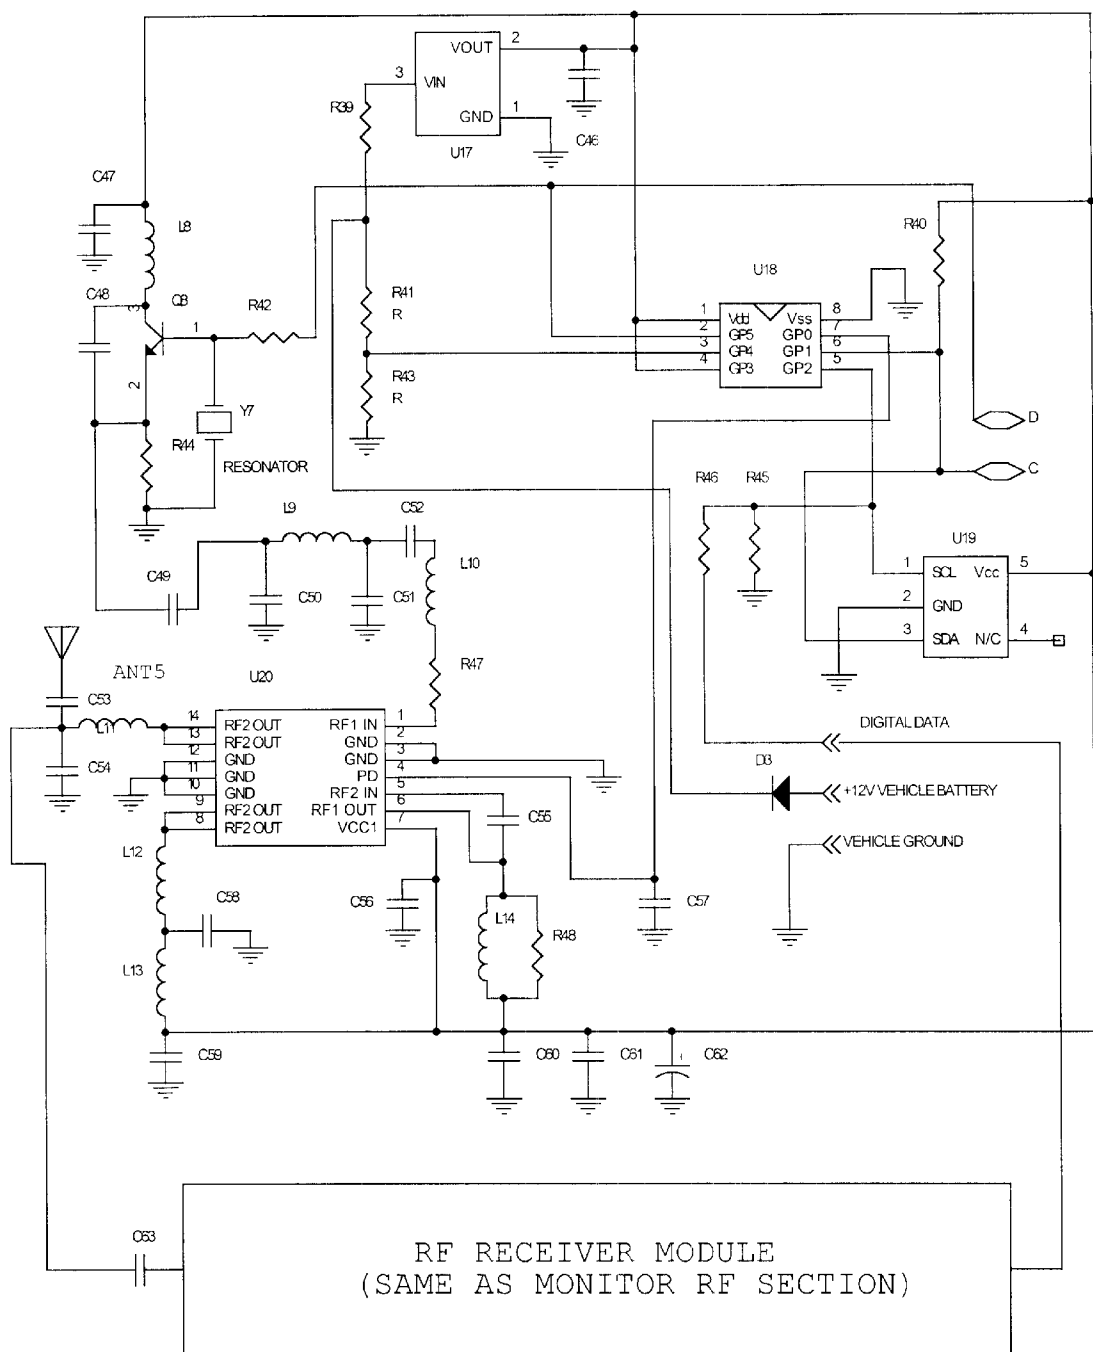 VOUT
2
3
VIN
R39
GND
1
C46
U17
C47
L8
R40
U18
C48
3
Q8
R42
R41
R
1
2
1
Vdd
Vss
8
2
GP5
GP0
7
3
GP4
GP1
6
4
GP3
GP2
5
R43
R
Y7
D
R44
RESONATOR
R46
R45
C
L9
C52
U19
C49
L10
1
SCL
Vcc
5
C50
C51
2
GND
3
SDA
N/C
4
ANT5
U20
R47
C53
L11
14
RF2 OUT
RF1 IN
1
13
RF2 OUT
GND
2
12
GND
GND
3
11
GND
PD
4
10
GND
RF2 IN
5
9
RF2 OUT
RF1 OUT
6
8
RF2 OUT
VCC1
7
DIGITAL DATA
C54
D3
+12V VEHICLE BATTERY
C55
VEHICLE GROUND
L12
C58
C56
C57
L14
R48
L13
C59
C60
C61
C62
C63
RF RECEIVER MODULE
(SAME AS MONITOR RF SECTION)